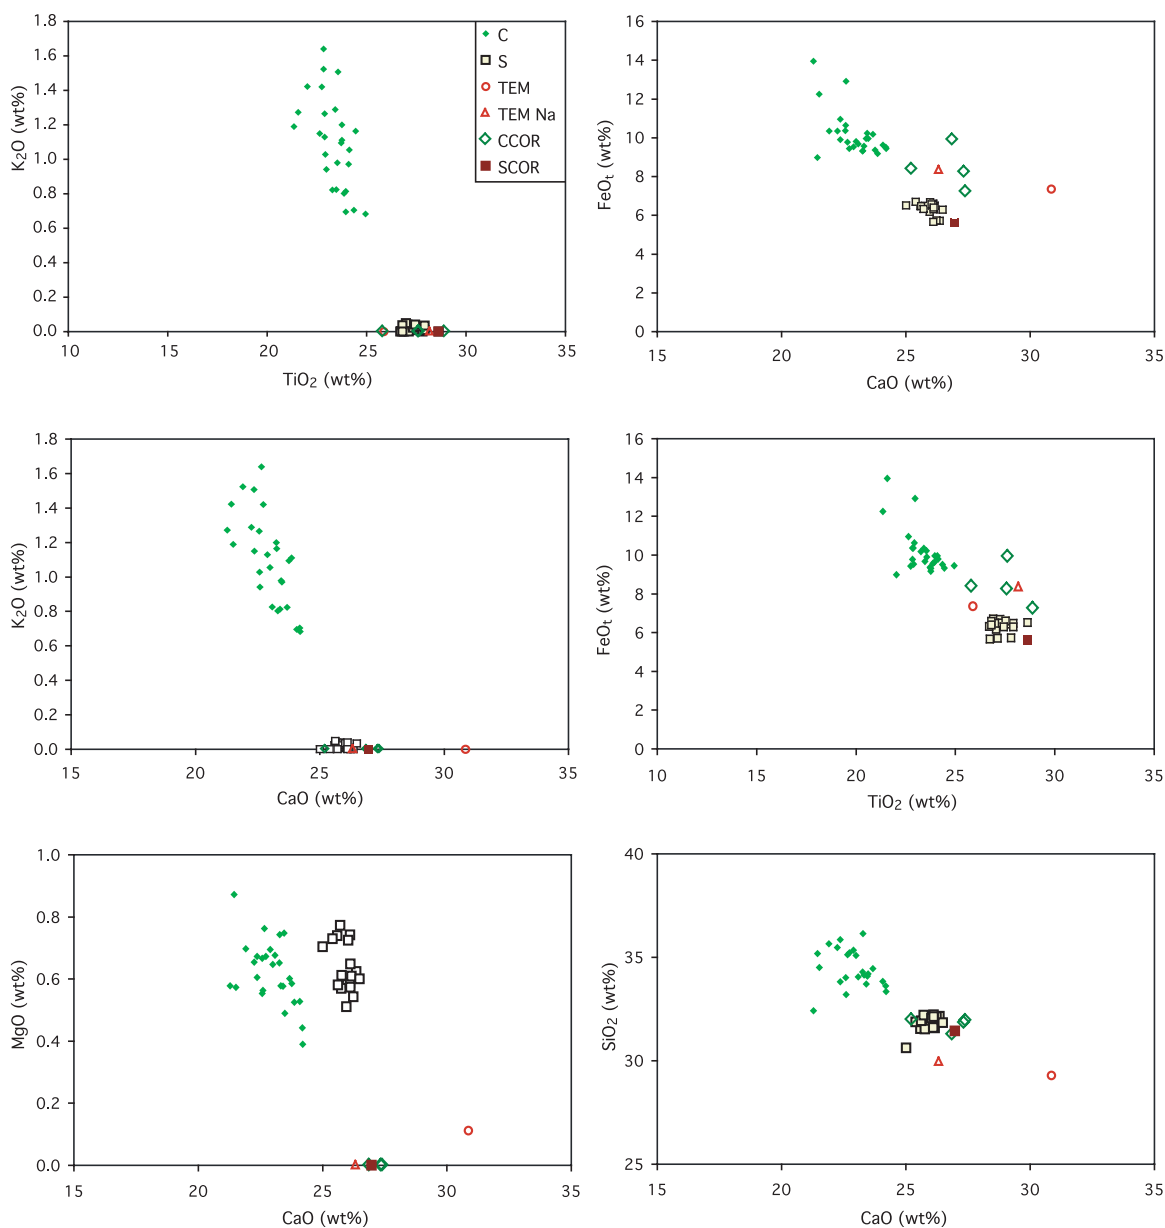 K₂O (wt%)
1.8
1.6
1.4
1.2
1.0
0.8
0.6
0.4
0.2
0.0
10 15 20 25 30 35
TiO₂ (wt%)
C
S
TEM
TEM Na
CCOR
SCOR
FeOₜ (wt%)
16
14
12
10
8
6
4
2
0
15 20 25 30 35
CaO (wt%)
K₂O (wt%)
1.8
1.6
1.4
1.2
1.0
0.8
0.6
0.4
0.2
0.0
15 20 25 30 35
CaO (wt%)
FeOₜ (wt%)
16
14
12
10
8
6
4
2
0
10 15 20 25 30 35
TiO₂ (wt%)
MgO (wt%)
1.0
0.8
0.6
0.4
0.2
0.0
15 20 25 30 35
CaO (wt%)
SiO₂ (wt%)
40
35
30
25
15 20 25 30 35
CaO (wt%)